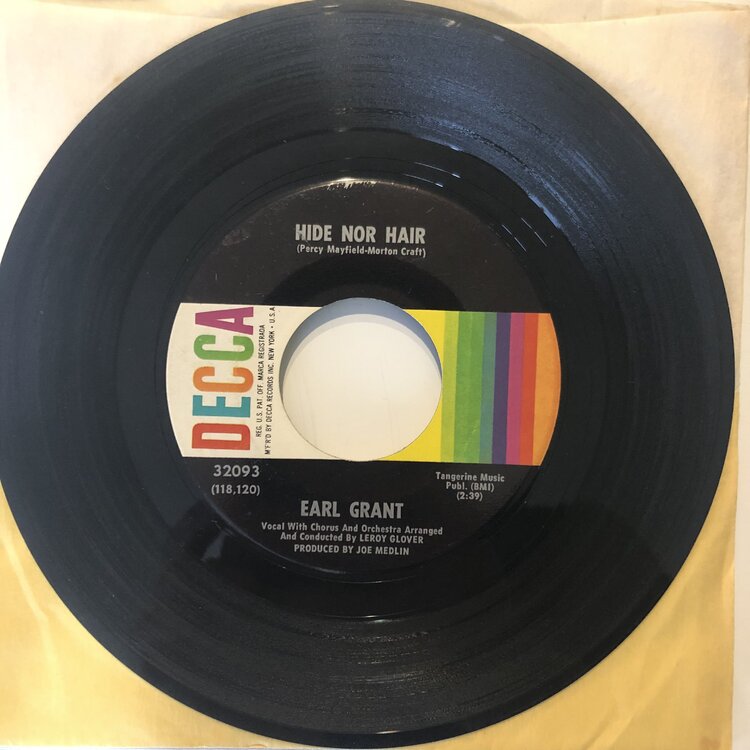 HIDE NOR HAIR
(Percy Mayfield-Morton Craft)
DECCA
REG. U.S. PAT. OFF. MARCA REGISTRADA
M'F'R'D BY DECCA RECORDS INC. NEW YORK • U.S.A
32093
(118,120)
Tangerine Music
Publ. (BMI)
(2:39)
EARL GRANT
Vocal With Chorus And Orchestra Arranged
And Conducted By LEROY GLOVER
PRODUCED BY JOE MEDLIN